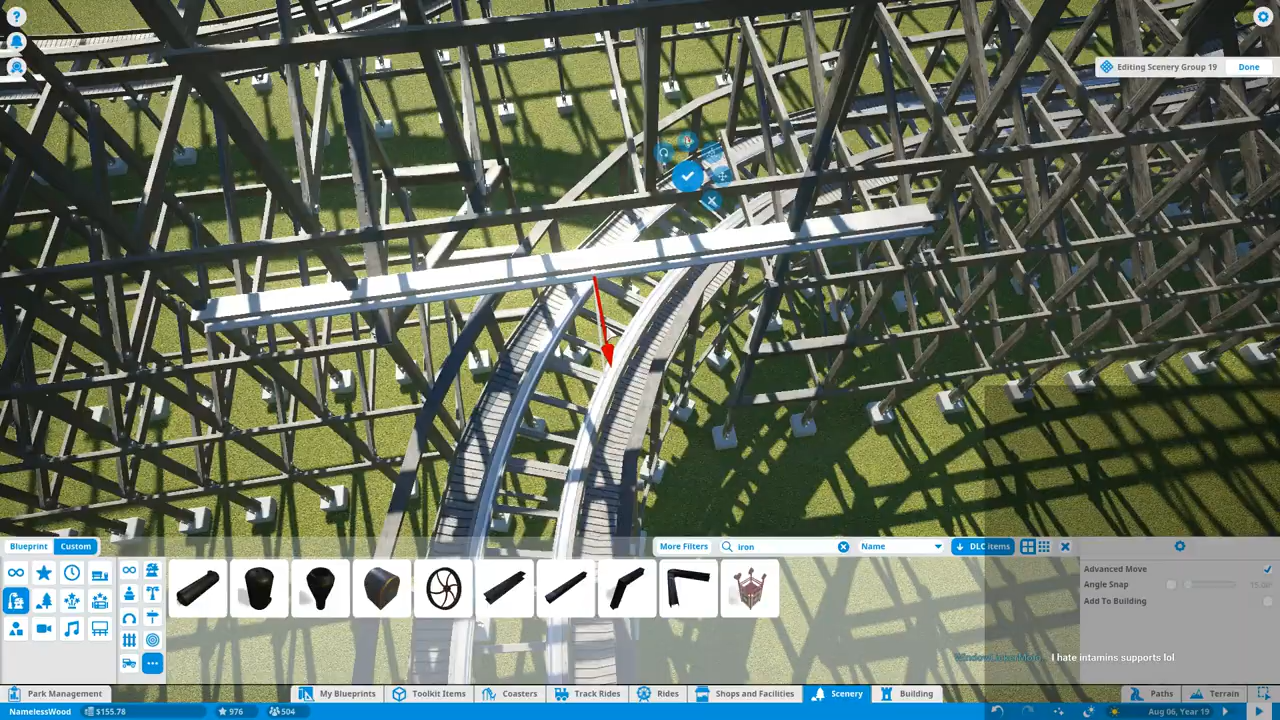 Editing Scenery Group 19 Done
Blueprint Custom More Filters iron Name DLC items
Advanced Move
Angle Snap
Add To Building
I hate intamins supports lol
Park Management My Blueprints Toolkit Items Coasters Track Rides Rides Shops and Facilities Scenery Building Paths Terrain
NamelessWood $155.78 976 504 Aug 06, Year 19